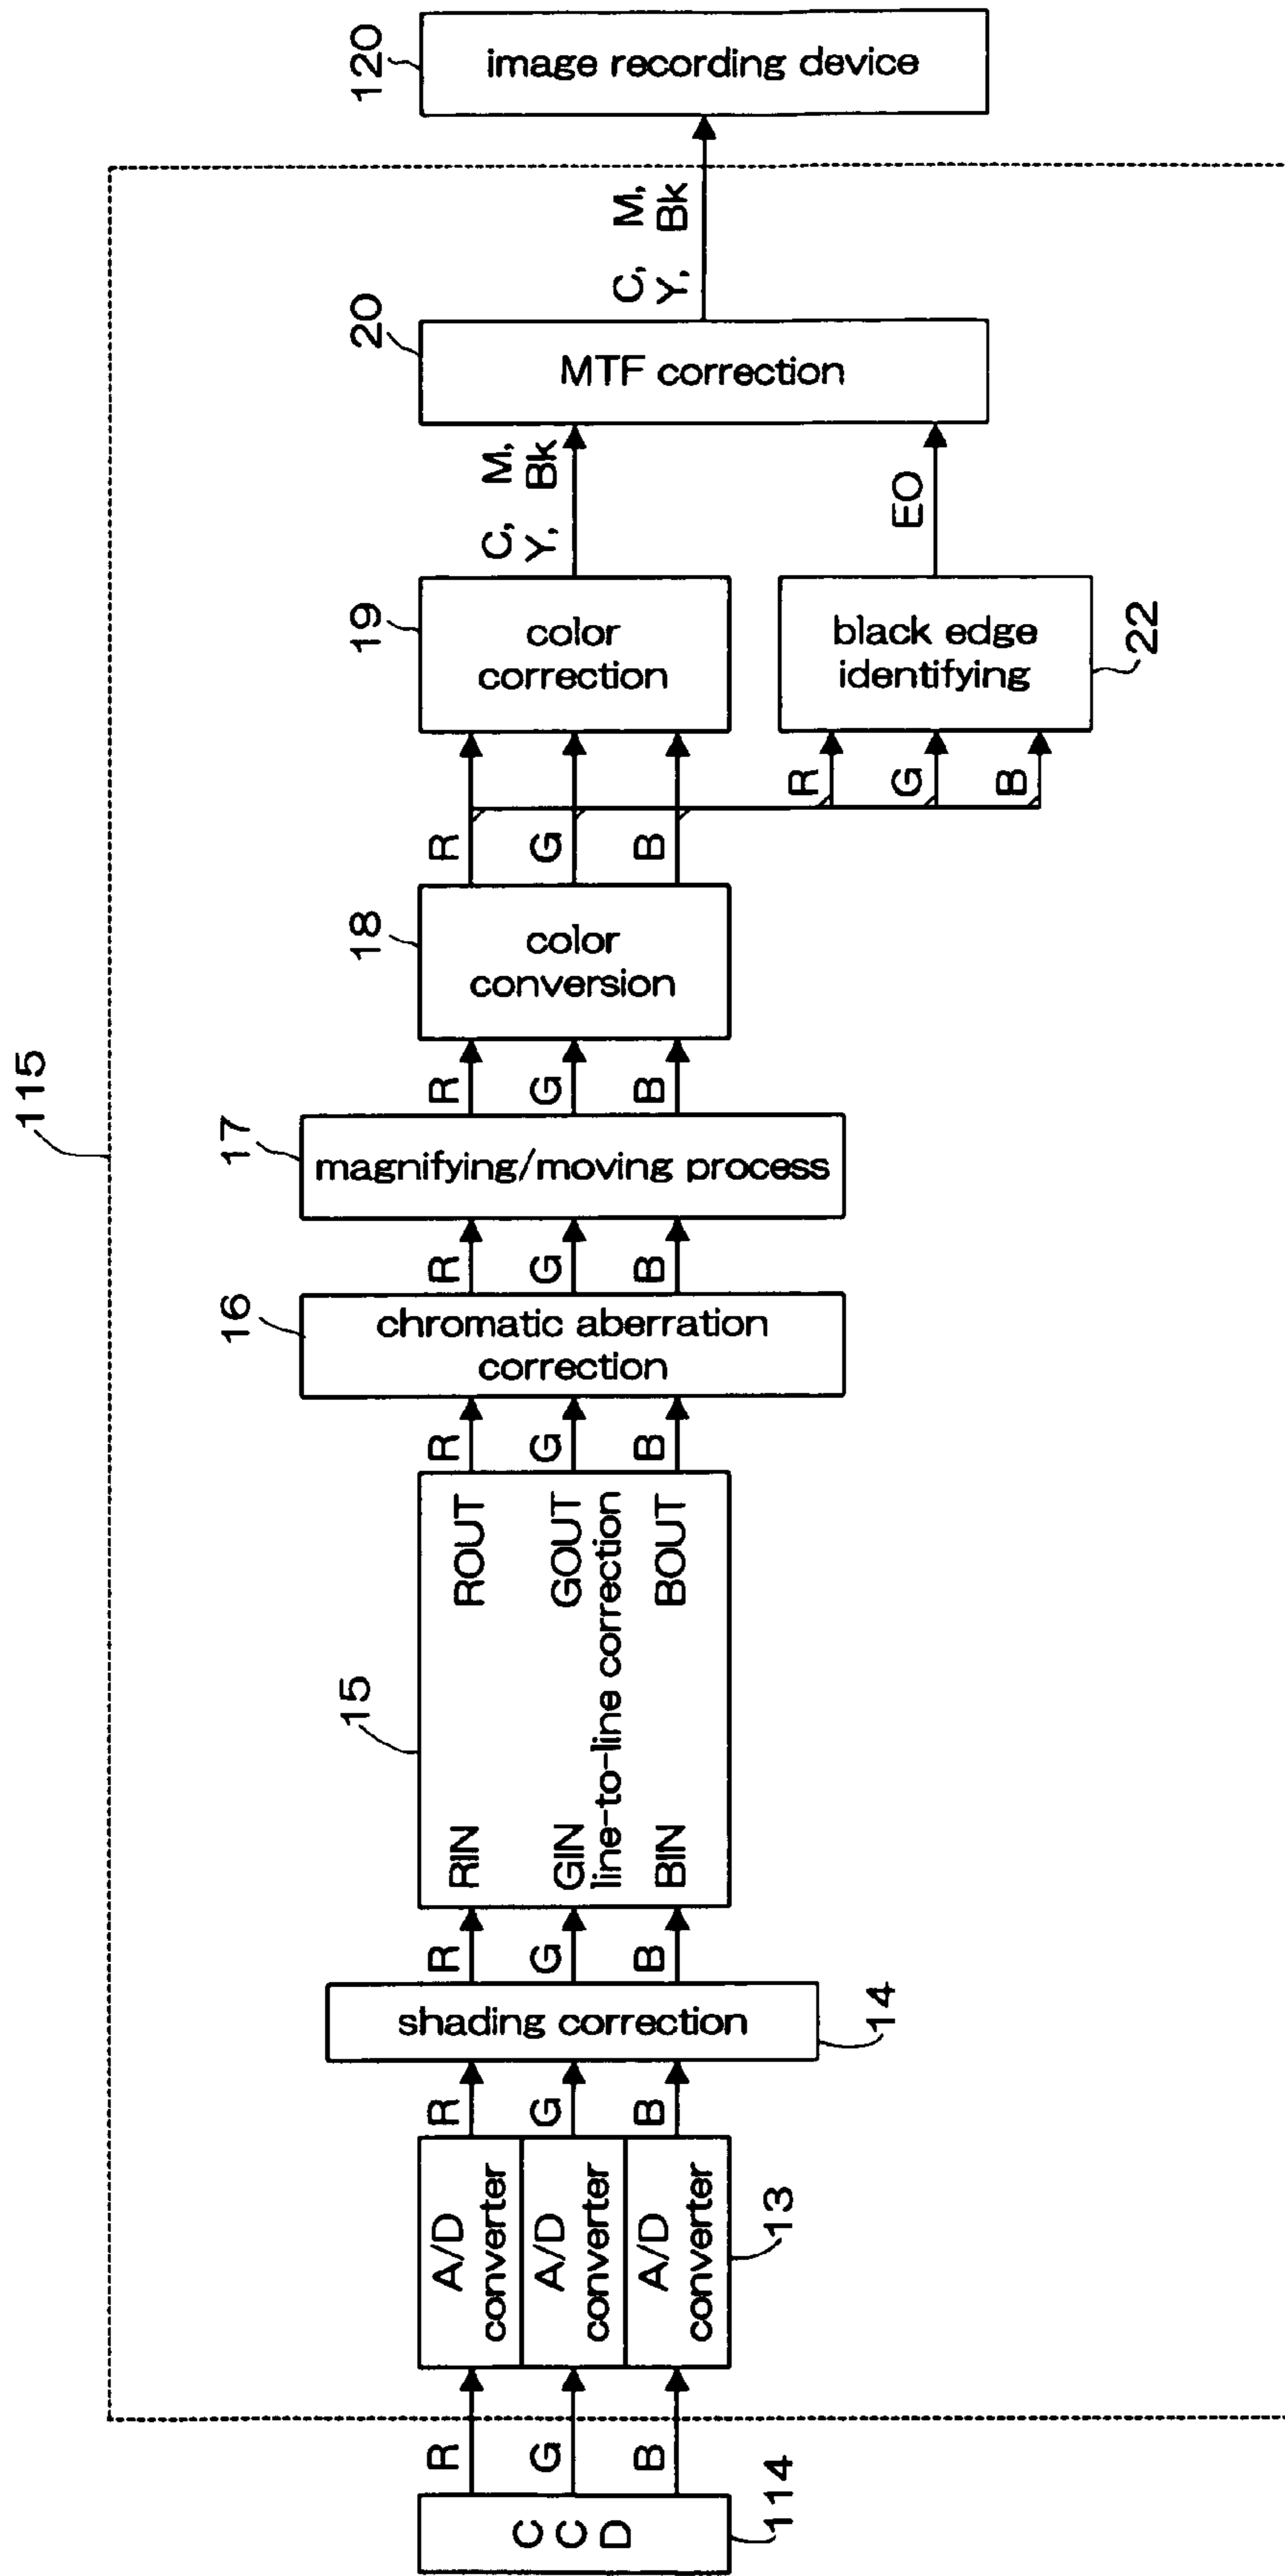 115
114
C
C
D
R
G
B
A/D
converter
A/D
converter
A/D
converter
13
R
G
B
shading correction
14
R
G
B
15
RIN
ROUT
GIN
GOUT
line-to-line correction
BIN
BOUT
R
G
B
16
chromatic aberration
correction
R
G
B
17
magnifying/moving process
R
G
B
18
color
conversion
R
G
B
19
color
correction
R
G
B
black edge
identifying
22
C, M,
Y, Bk
EO
20
MTF correction
C, M,
Y, Bk
120
image recording device